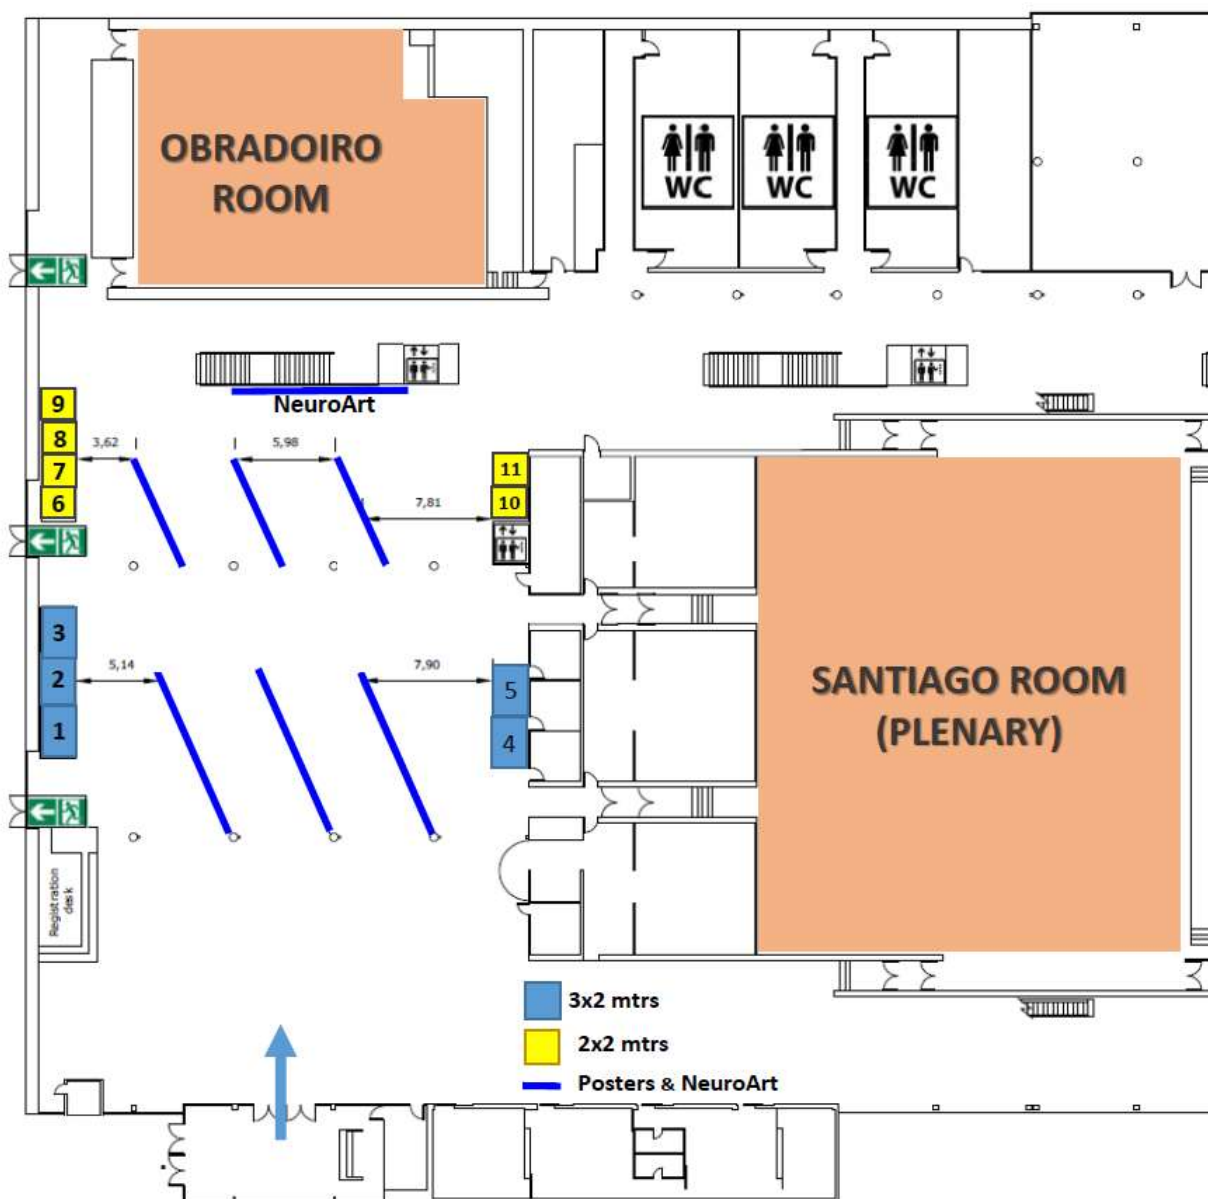 OBRADOIRO
ROOM
WC
WC
WC
NeuroArt
9
8
7
6
3,62
5,98
7,81
11
10
3
2
1
5,14
7,90
5
4
SANTIAGO ROOM
(PLENARY)
Registration
desk
3x2 mtrs
2x2 mtrs
Posters & NeuroArt